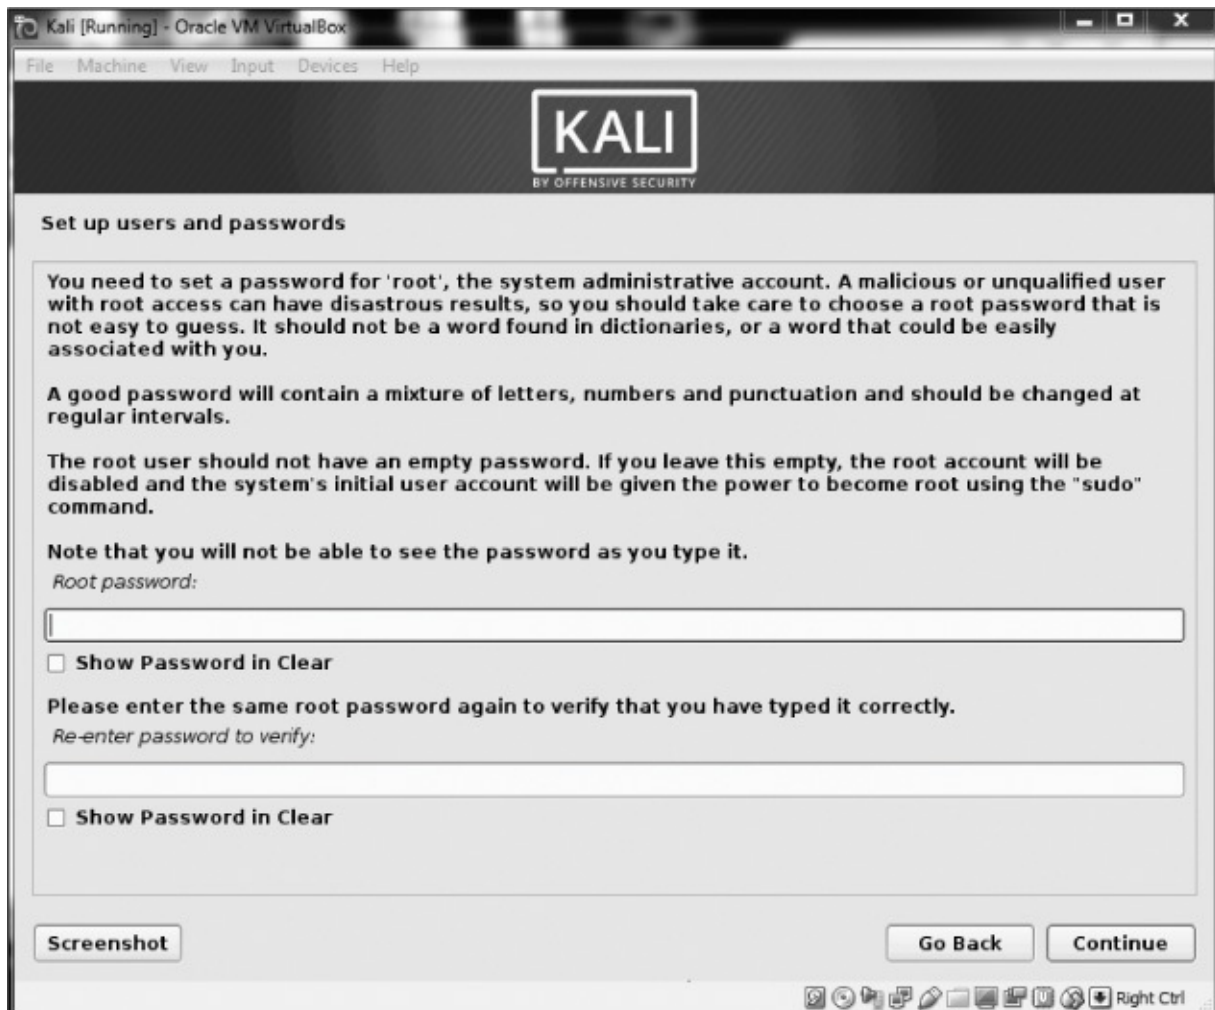 Kali [Running] - Oracle VM VirtualBox
File Machine View Input Devices Help
KALI
BY OFFENSIVE SECURITY
Set up users and passwords
You need to set a password for 'root', the system administrative account. A malicious or unqualified user
with root access can have disastrous results, so you should take care to choose a root password that is
not easy to guess. It should not be a word found in dictionaries, or a word that could be easily
associated with you.
A good password will contain a mixture of letters, numbers and punctuation and should be changed at
regular intervals.
The root user should not have an empty password. If you leave this empty, the root account will be
disabled and the system's initial user account will be given the power to become root using the "sudo"
command.
Note that you will not be able to see the password as you type it.
Root password:
Show Password in Clear
Please enter the same root password again to verify that you have typed it correctly.
Re-enter password to verify:
Show Password in Clear
Screenshot Go Back Continue
Right Ctrl